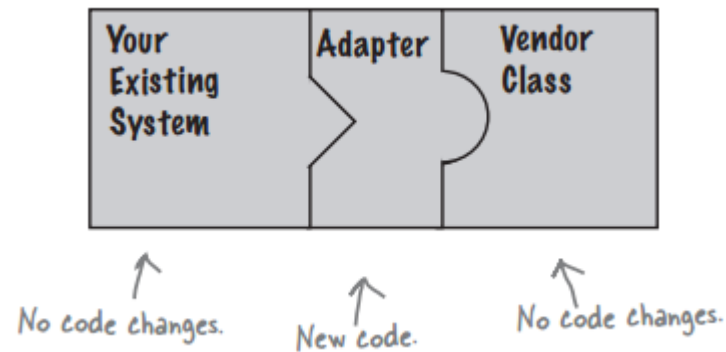 Your
Existing
System
Adapter
Vendor
Class
No code changes.
New code.
No code changes.